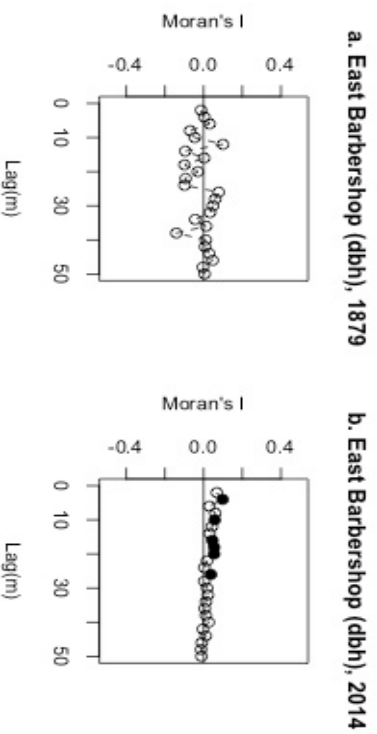 a. East Barbershop (dbh), 1879
Moran's I
-0.4 0.0 0.4
0 10 30 50
Lag(m)
b. East Barbershop (dbh), 2014
Moran's I
-0.4 0.0 0.4
0 10 30 50
Lag(m)